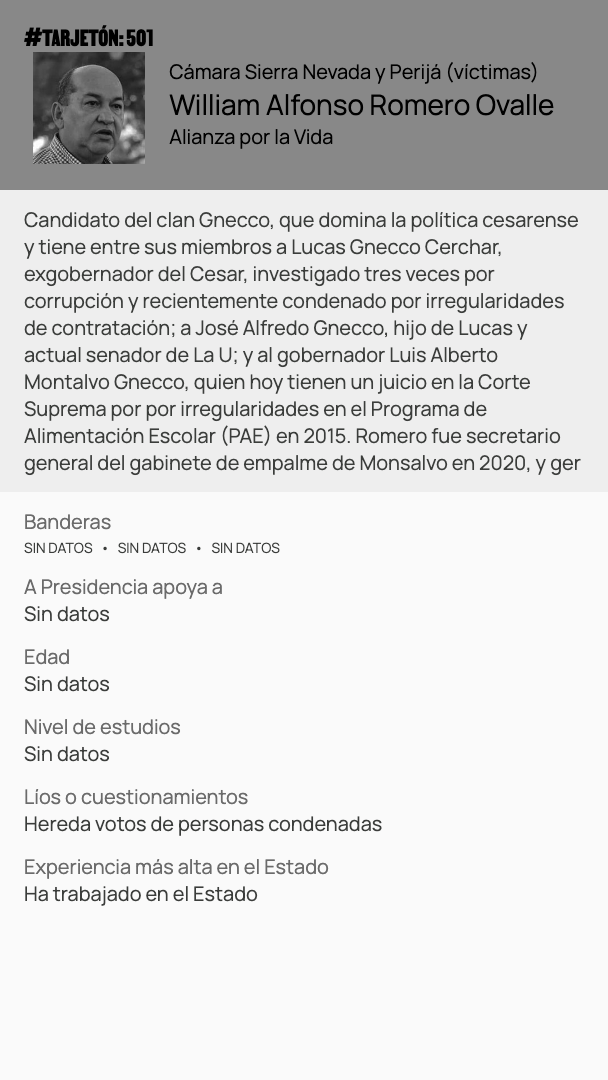 #TARJETÓN: 501
Cámara Sierra Nevada y Perijá (víctimas)
William Alfonso Romero Ovalle
Alianza por la Vida
Candidato del clan Gnecco, que domina la política cesarense
y tiene entre sus miembros a Lucas Gnecco Cerchar,
exgobernador del Cesar, investigado tres veces por
corrupción y recientemente condenado por irregularidades
de contratación; a José Alfredo Gnecco, hijo de Lucas y
actual senador de La U; y al gobernador Luis Alberto
Montalvo Gnecco, quien hoy tienen un juicio en la Corte
Suprema por por irregularidades en el Programa de
Alimentación Escolar (PAE) en 2015. Romero fue secretario
general del gabinete de empalme de Monsalvo en 2020, y ger
Banderas
SIN DATOS • SIN DATOS • SIN DATOS
A Presidencia apoya a
Sin datos
Edad
Sin datos
Nivel de estudios
Sin datos
Líos o cuestionamientos
Hereda votos de personas condenadas
Experiencia más alta en el Estado
Ha trabajado en el Estado